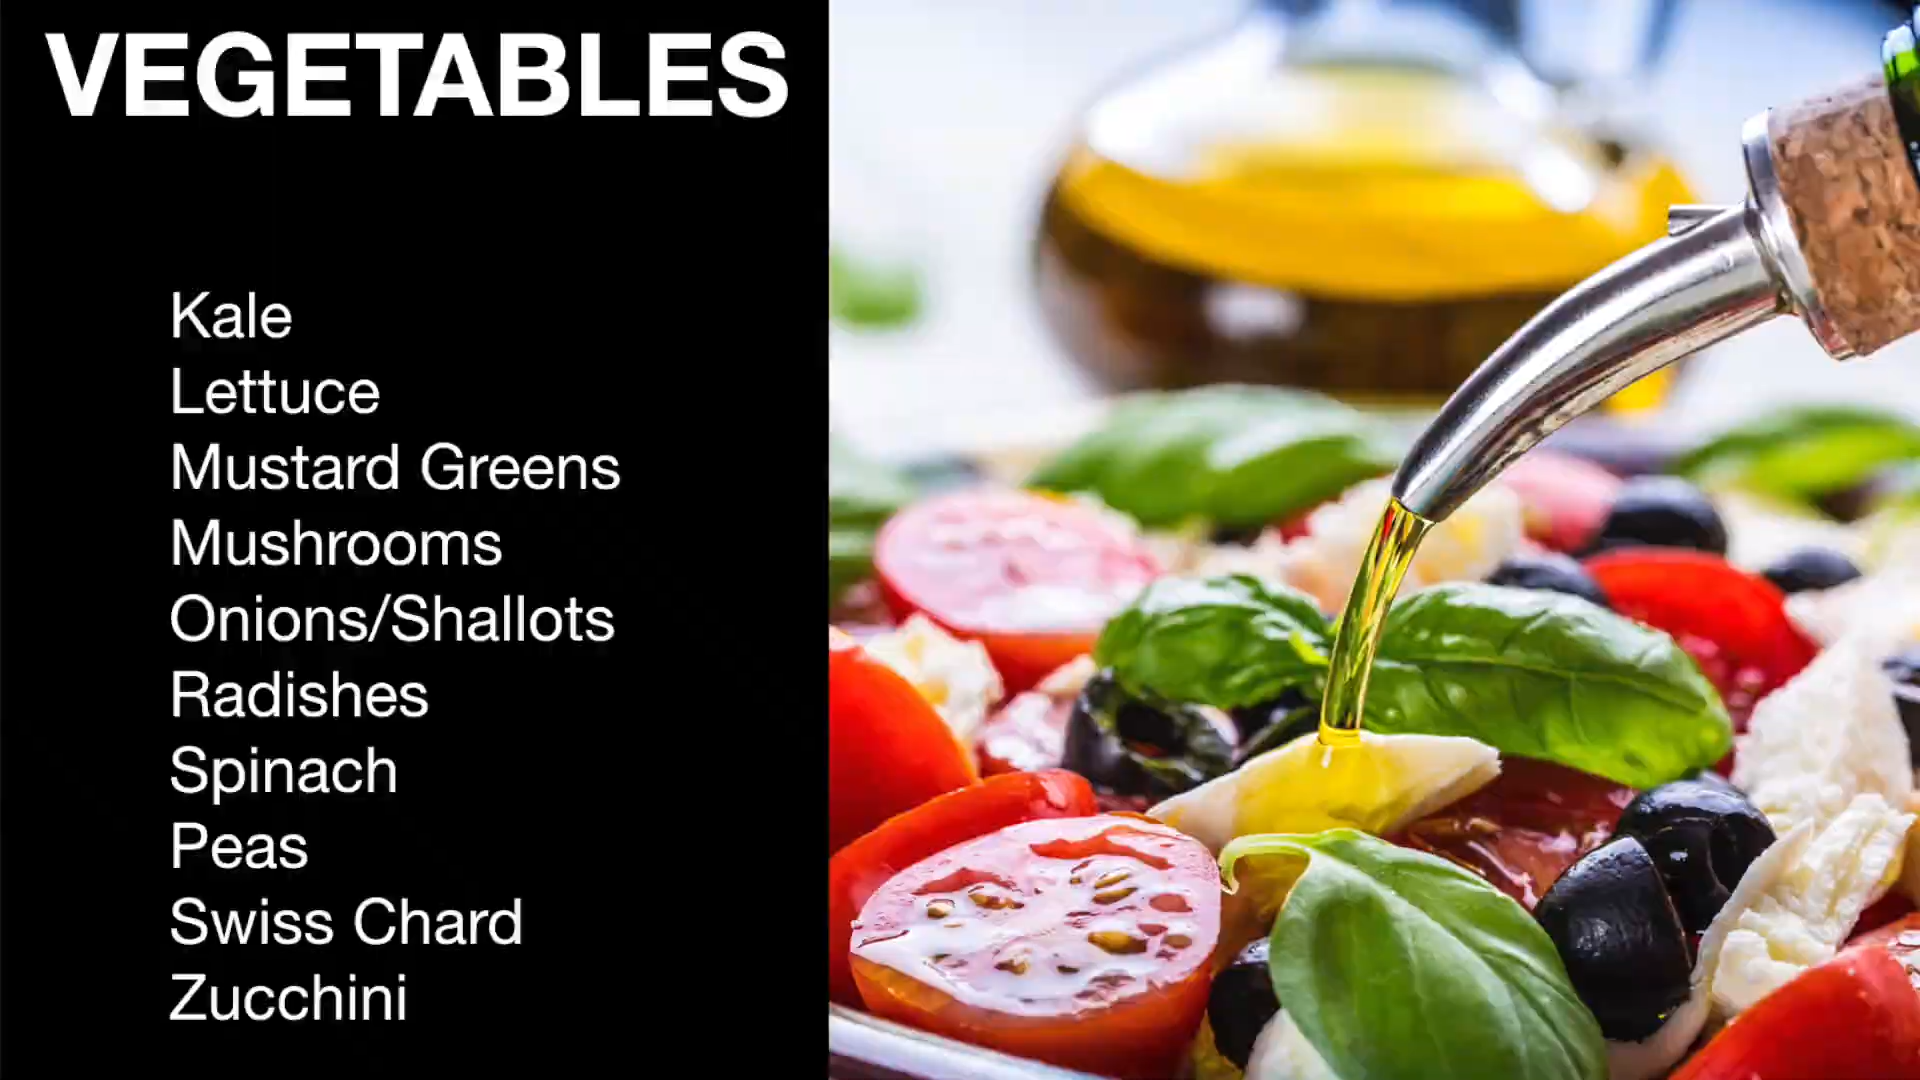 VEGETABLES
Kale
Lettuce
Mustard Greens
Mushrooms
Onions/Shallots
Radishes
Spinach
Peas
Swiss Chard
Zucchini